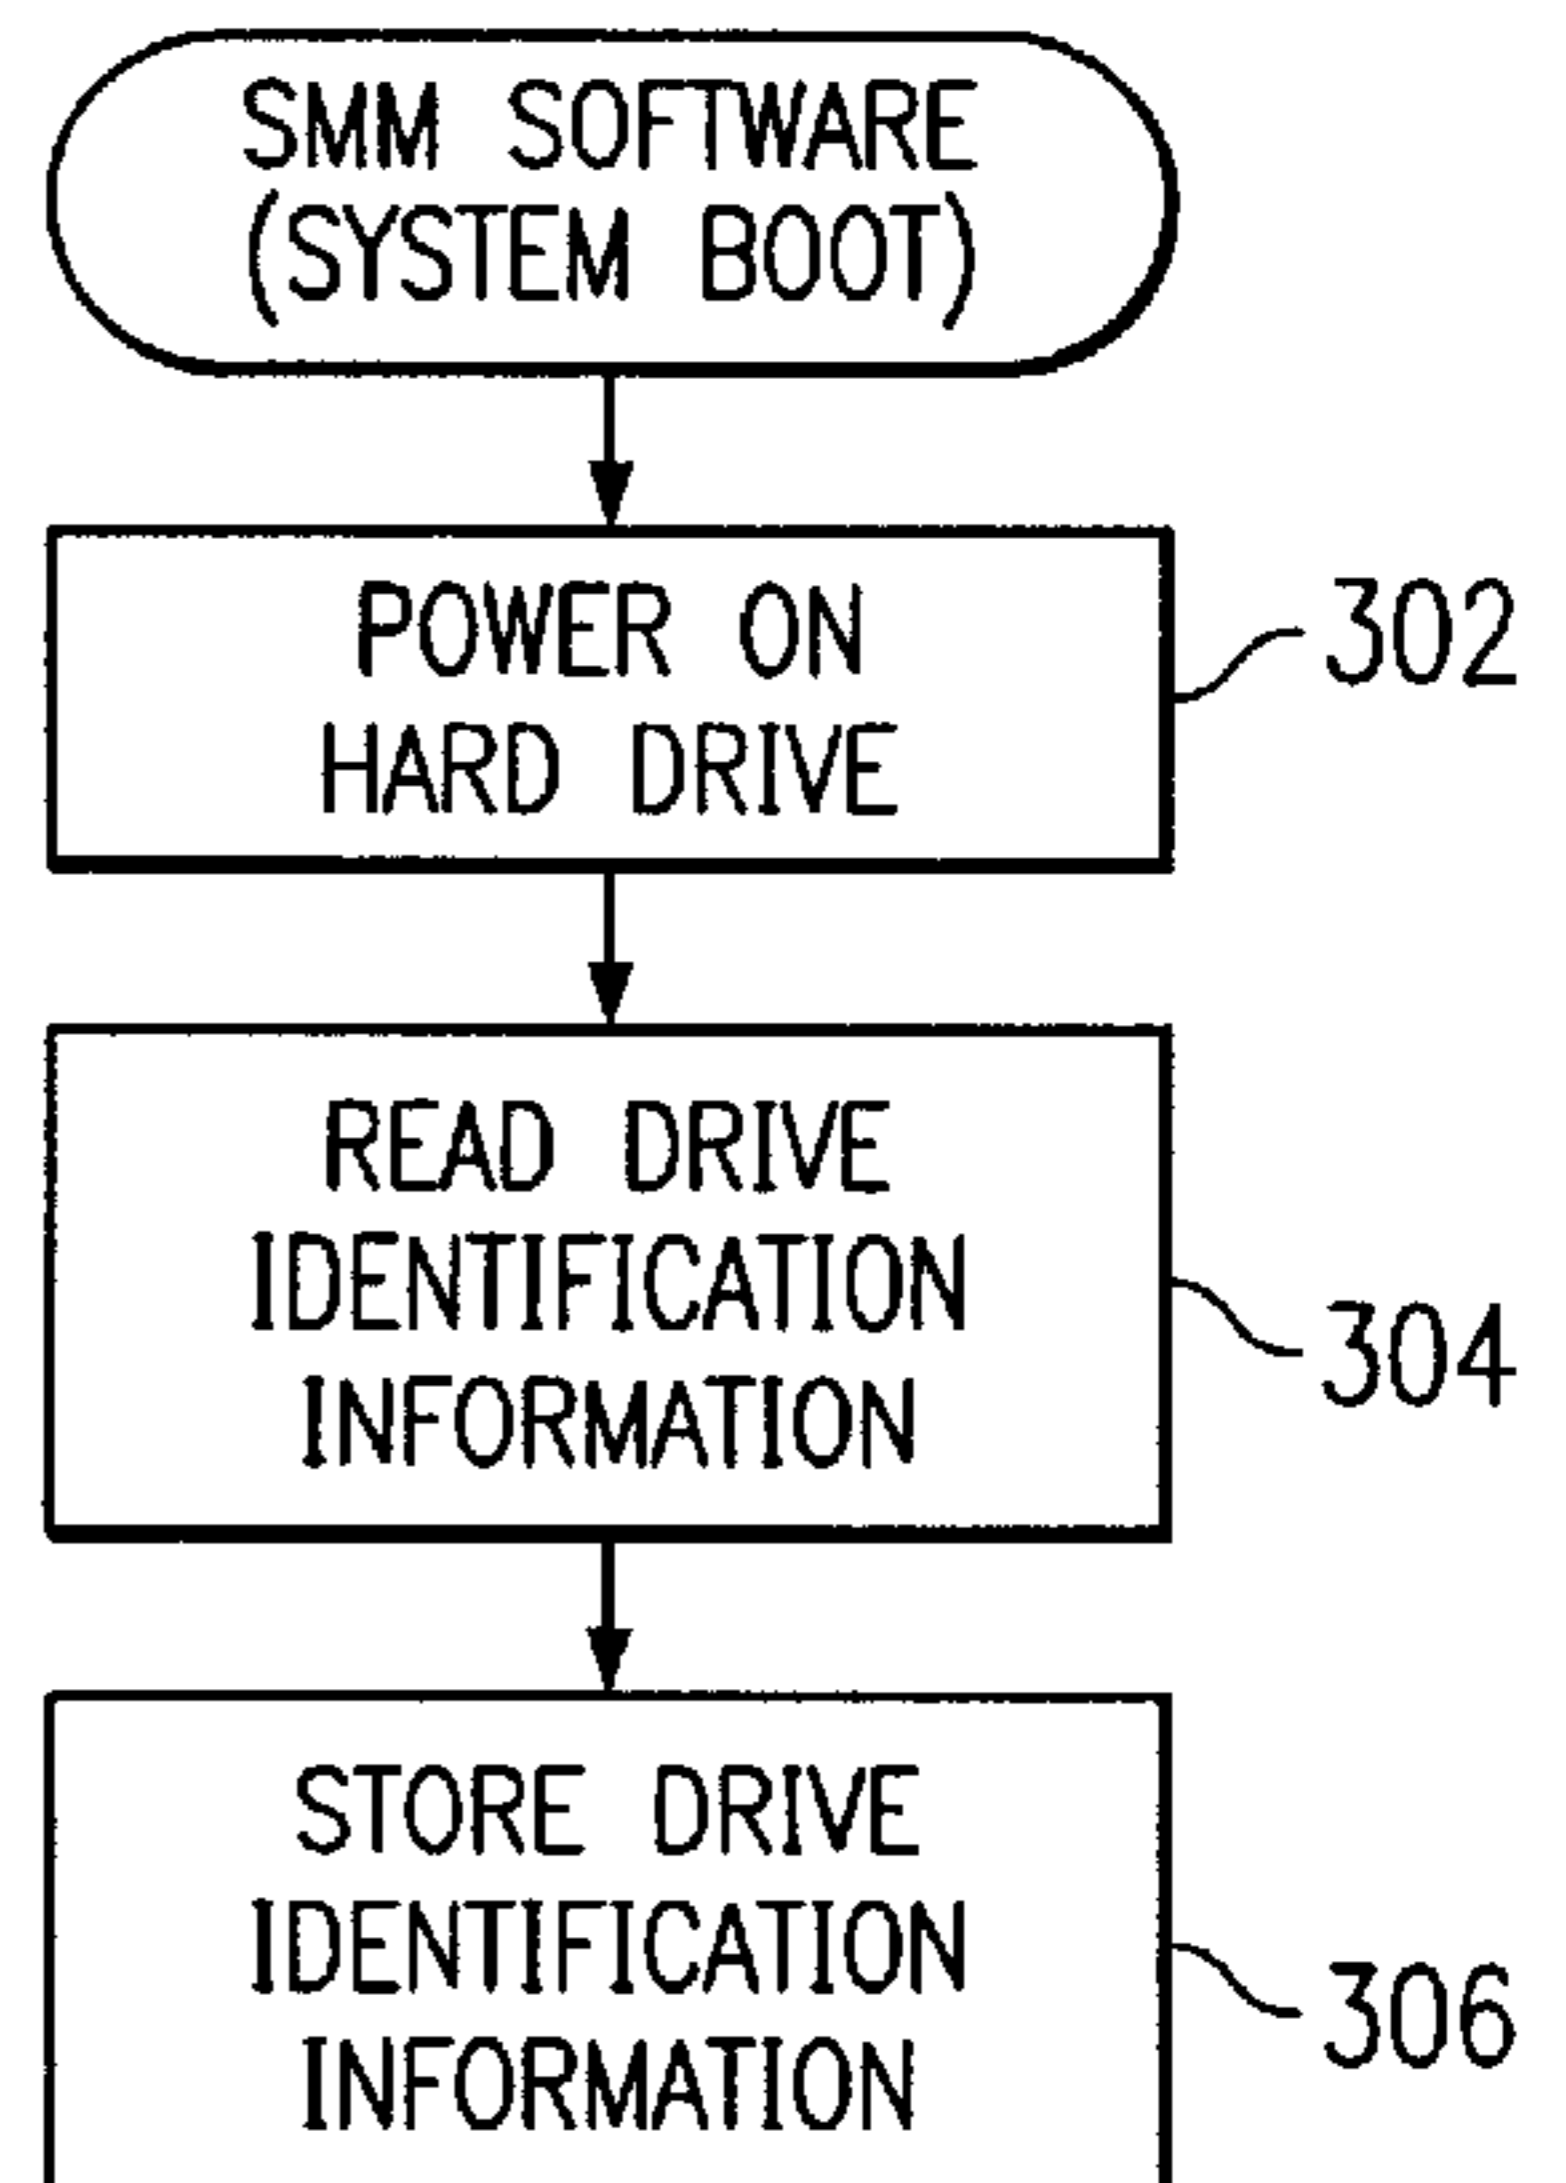 SMM SOFTWARE
(SYSTEM BOOT)
POWER ON
HARD DRIVE
302
READ DRIVE
IDENTIFICATION
INFORMATION
304
STORE DRIVE
IDENTIFICATION
INFORMATION
306